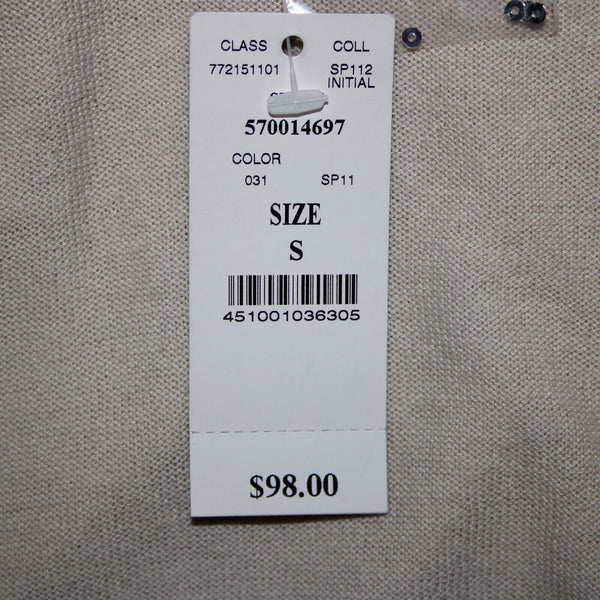 CLASS COLL
772151101 SP112
INITIAL
570014697
COLOR
031 SP11
SIZE
S
451001036305
$98.00